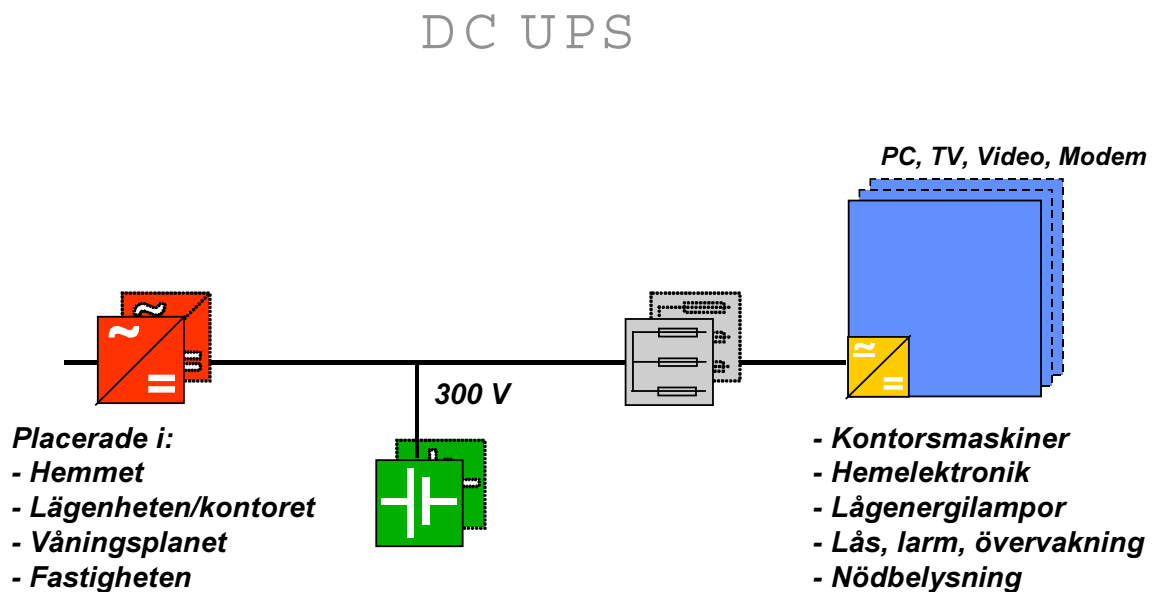 DC UPS
PC, TV, Video, Modem
300 V
Placerade i:
- Hemmet
- Lägenheten/kontoret
- Våningsplanet
- Fastigheten
- Kontorsmaskiner
- Hemelektronik
- Lågenergilampor
- Lås, larm, övervakning
- Nödbelysning